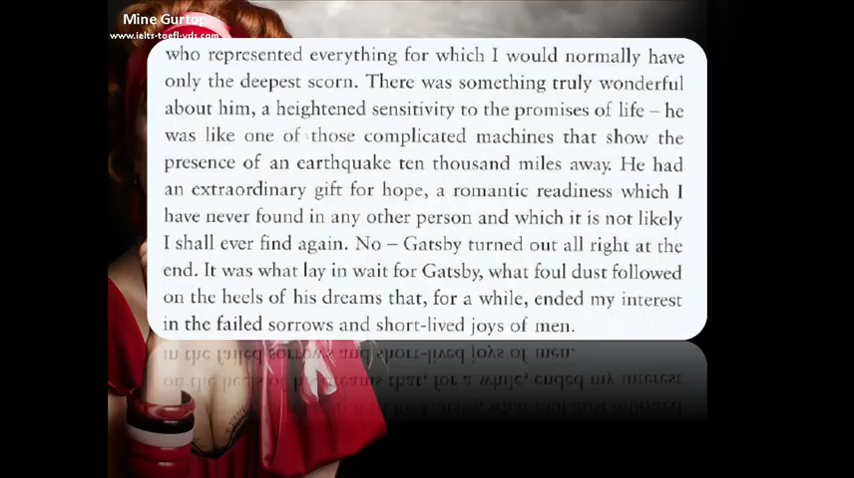 Mine Gurtop
www.ielts-toefl-yds.com
who represented everything for which I would normally have
only the deepest scorn. There was something truly wonderful
about him, a heightened sensitivity to the promises of life – he
was like one of those complicated machines that show the
presence of an earthquake ten thousand miles away. He had
an extraordinary gift for hope, a romantic readiness which I
have never found in any other person and which it is not likely
I shall ever find again. No – Gatsby turned out all right at the
end. It was what lay in wait for Gatsby, what foul dust followed
on the heels of his dreams that, for a while, ended my interest
in the failed sorrows and short-lived joys of men.